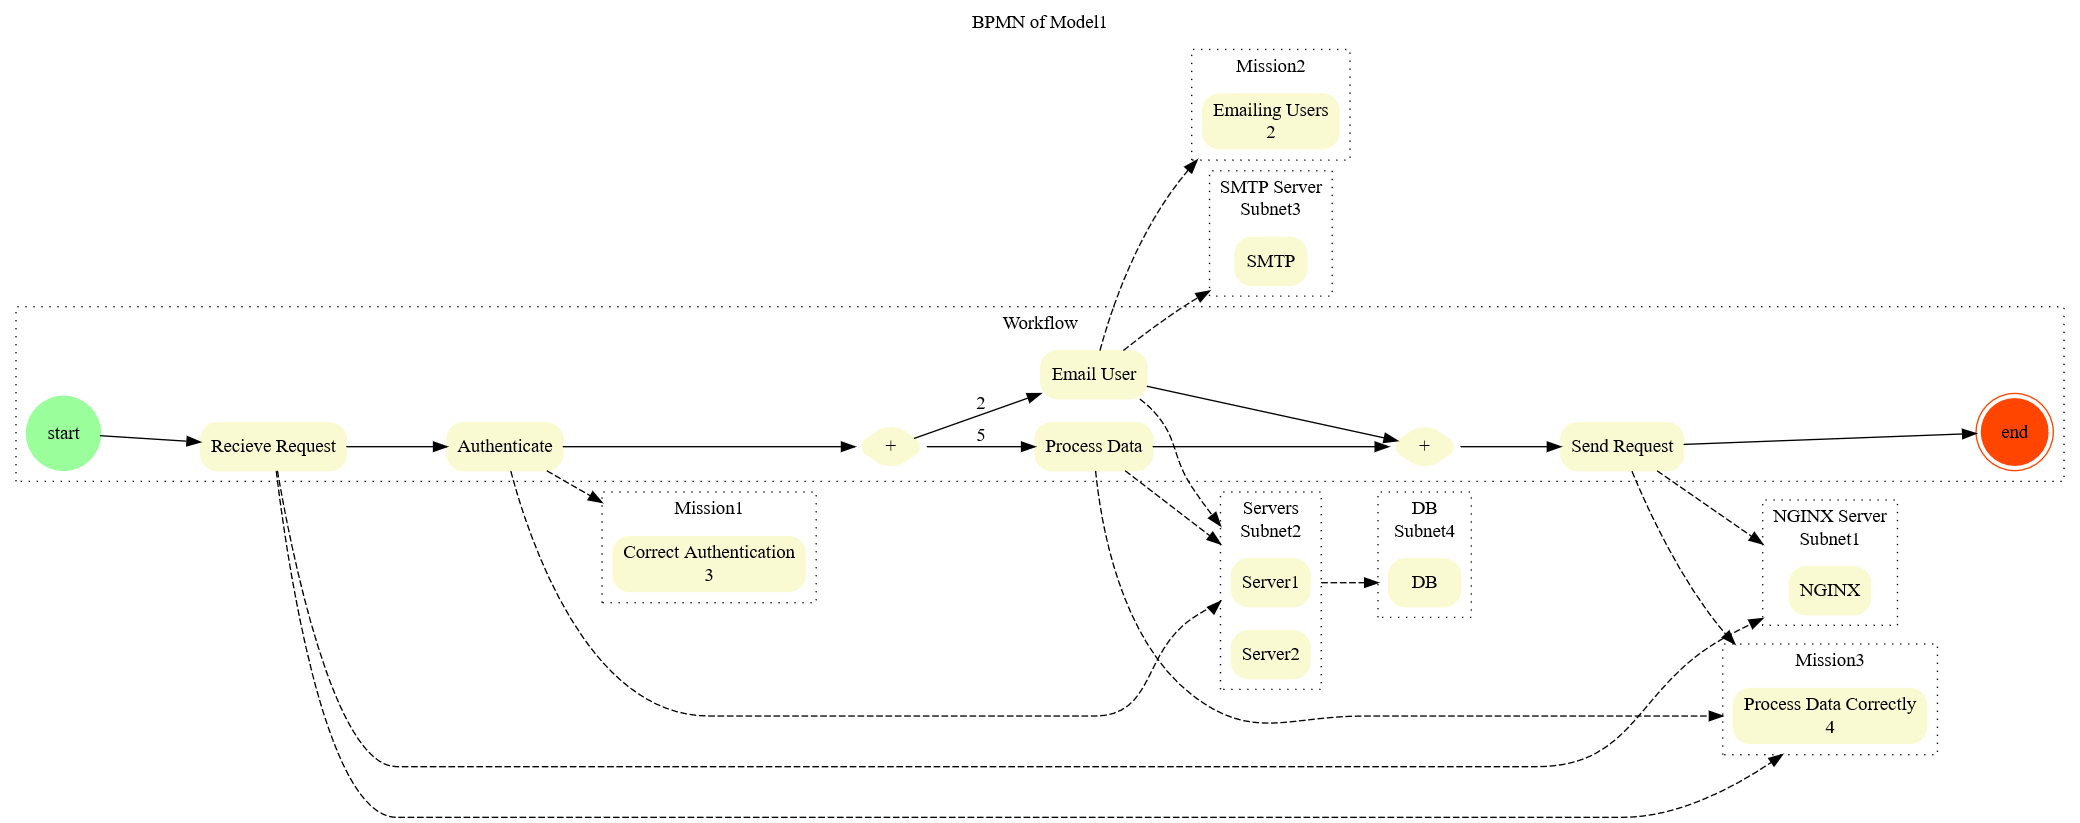 BPMN of Model1
Mission2
Emailing Users
2
SMTP Server
Subnet3
SMTP
Workflow
Email User
start
Recieve Request
Authenticate
+
2
5
Process Data
+
Send Request
end
Mission1
Correct Authentication
3
Servers
Subnet2
Server1
Server2
DB
Subnet4
DB
NGINX Server
Subnet1
NGINX
Mission3
Process Data Correctly
4